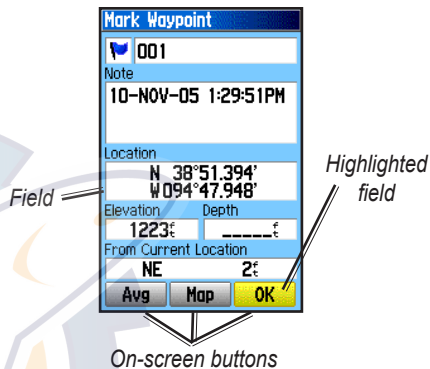 Mark Waypoint
001
Note
10-NOV-05 1:29:51PM
Location
N 38°51.394'
W094°47.948'
Elevation Depth
1223ft _____ft
From Current Location
NE 2ft
Avg Map OK
Field
Highlighted
field
On-screen buttons